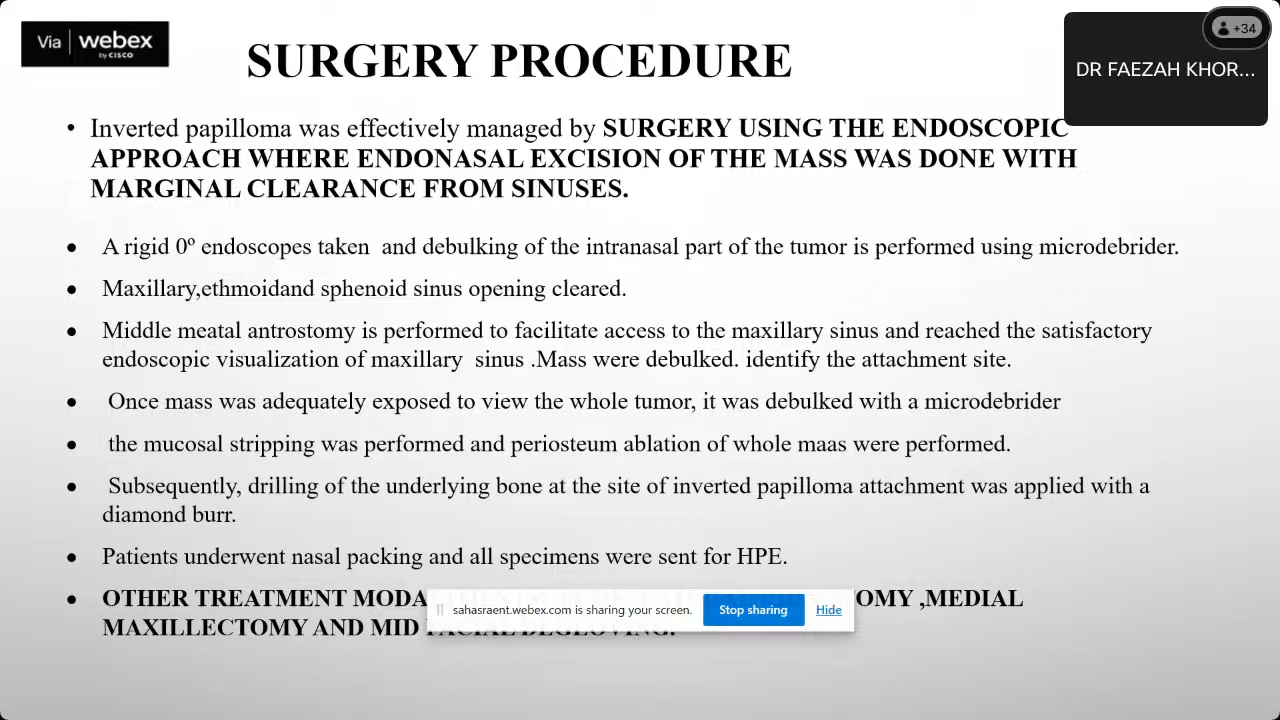 Via webex
by CISCO
+34
DR FAEZAH KHOR...
SURGERY PROCEDURE
• Inverted papilloma was effectively managed by SURGERY USING THE ENDOSCOPIC
APPROACH WHERE ENDONASAL EXCISION OF THE MASS WAS DONE WITH
MARGINAL CLEARANCE FROM SINUSES.
• A rigid 0º endoscopes taken and debulking of the intranasal part of the tumor is performed using microdebrider.
• Maxillary,ethmoidand sphenoid sinus opening cleared.
• Middle meatal antrostomy is performed to facilitate access to the maxillary sinus and reached the satisfactory
endoscopic visualization of maxillary sinus .Mass were debulked. identify the attachment site.
• Once mass was adequately exposed to view the whole tumor, it was debulked with a microdebrider
• the mucosal stripping was performed and periosteum ablation of whole maas were performed.
• Subsequently, drilling of the underlying bone at the site of inverted papilloma attachment was applied with a
diamond burr.
• Patients underwent nasal packing and all specimens were sent for HPE.
• OTHER TREATMENT MODA OMY ,MEDIAL
MAXILLECTOMY AND MID FACIAL DEGLOVING.
sahasraent.webex.com is sharing your screen.
Stop sharing
Hide